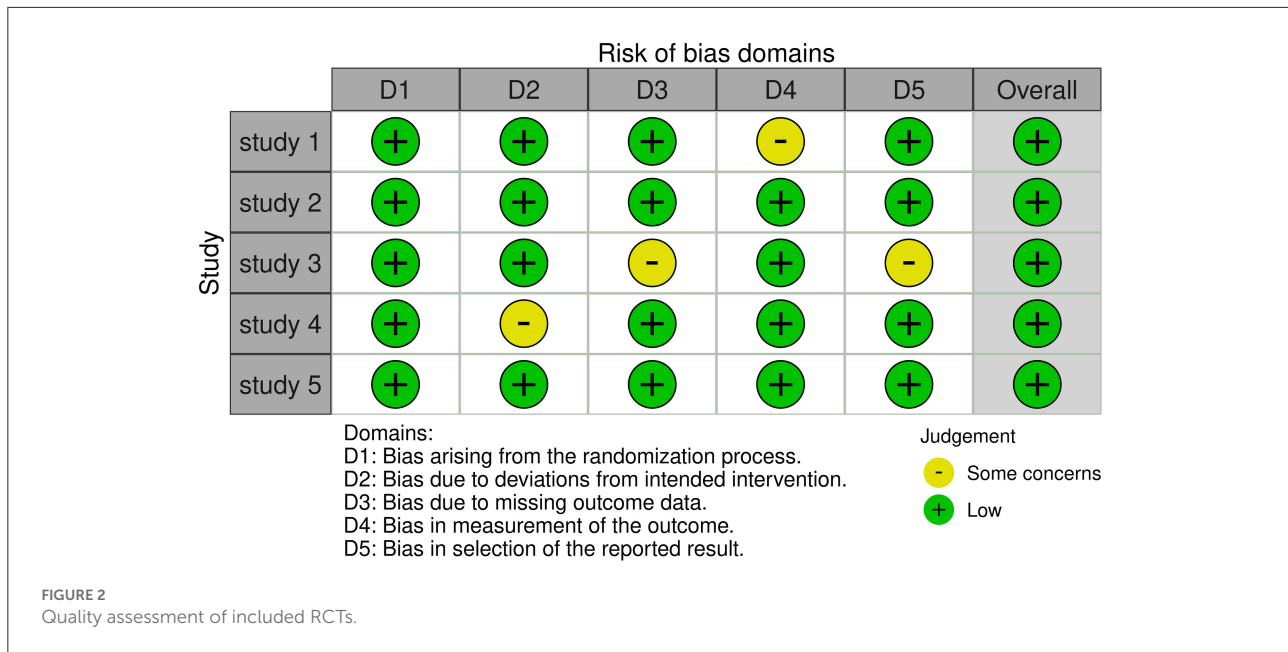 Risk of bias domains
D1 D2 D3 D4 D5 Overall
Study
study 1 + + + - + +
study 2 + + + + + +
study 3 + + - + - +
study 4 + - + + + +
study 5 + + + + + +
Domains:
D1: Bias arising from the randomization process.
D2: Bias due to deviations from intended intervention.
D3: Bias due to missing outcome data.
D4: Bias in measurement of the outcome.
D5: Bias in selection of the reported result.
Judgement
- Some concerns
+ Low
FIGURE 2
Quality assessment of included RCTs.